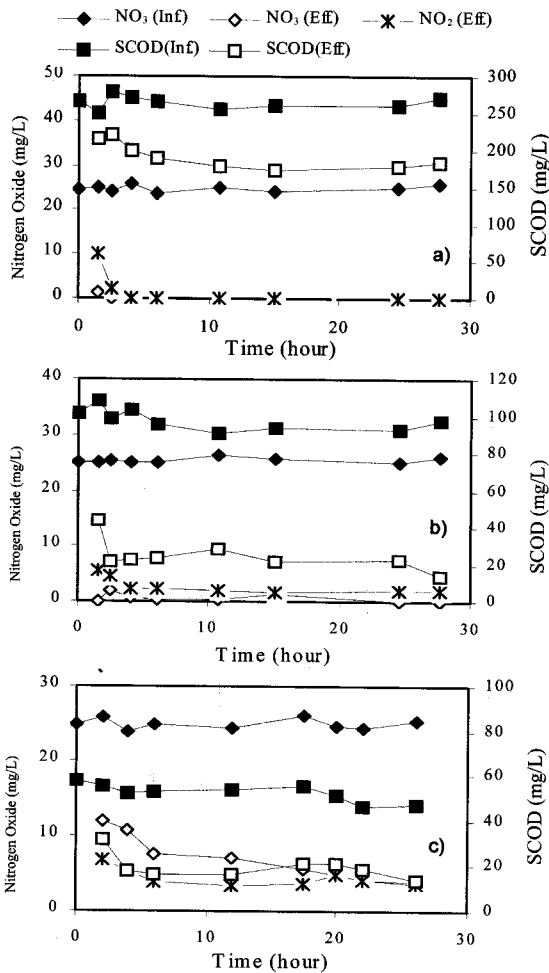 NO3 (Inf) NO3 (Eff) NO2 (Eff)
SCOD(Inf) SCOD(Eff)
50 300
40 250
30 200
20 150
10 100
0 50
0
0 10 20 30
Nitrogen Oxide (mg/L)
SCOD (mg/L)
a)
Time (hour)
40 120
30 100
20 80
10 60
0 40
20
0
0 10 20 30
Nitrogen Oxide (mg/L)
SCOD (mg/L)
b)
Time (hour)
30 100
20 80
10 60
0 40
20
0
0 10 20 30
Nitrogen Oxide (mg/L)
SCOD (mg/L)
c)
Time (hour)